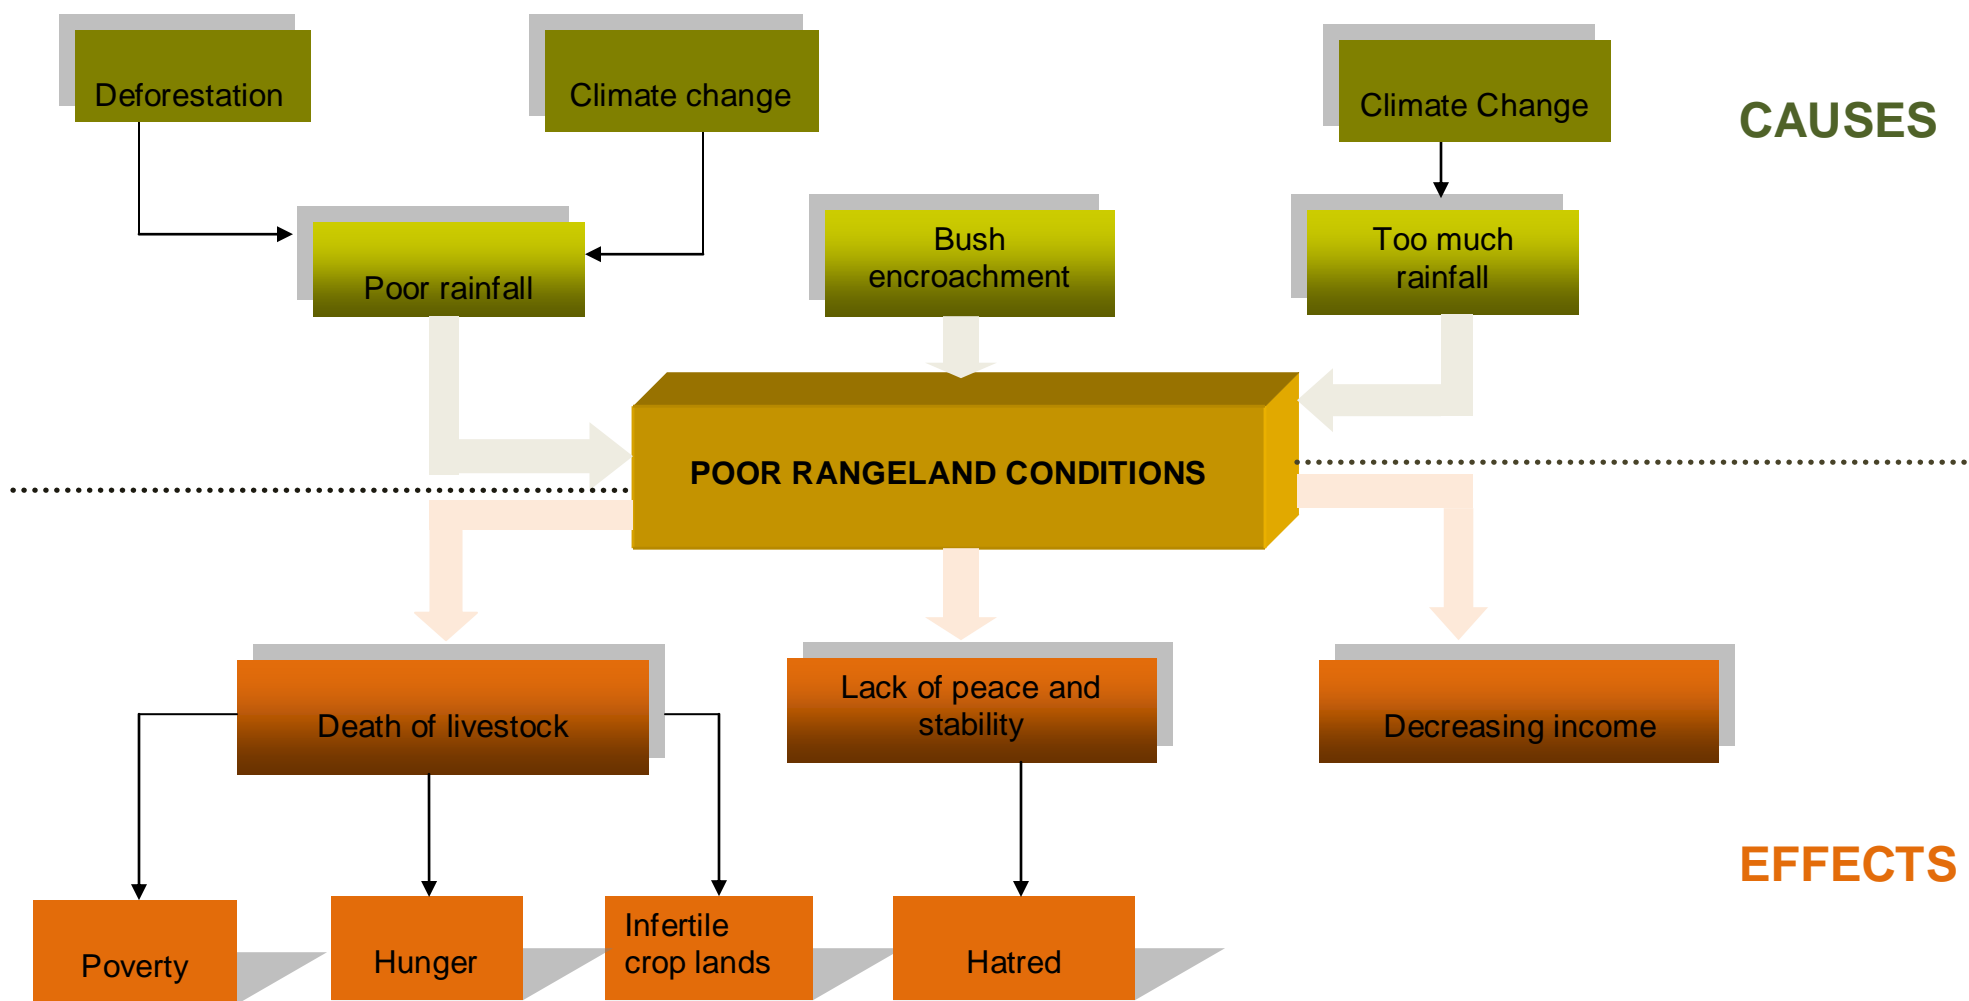 Deforestation
Climate change
Climate Change
CAUSES
Poor rainfall
Bush
encroachment
Too much
rainfall
POOR RANGELAND CONDITIONS
Death of livestock
Lack of peace and
stability
Decreasing income
EFFECTS
Poverty
Hunger
Infertile
crop lands
Hatred